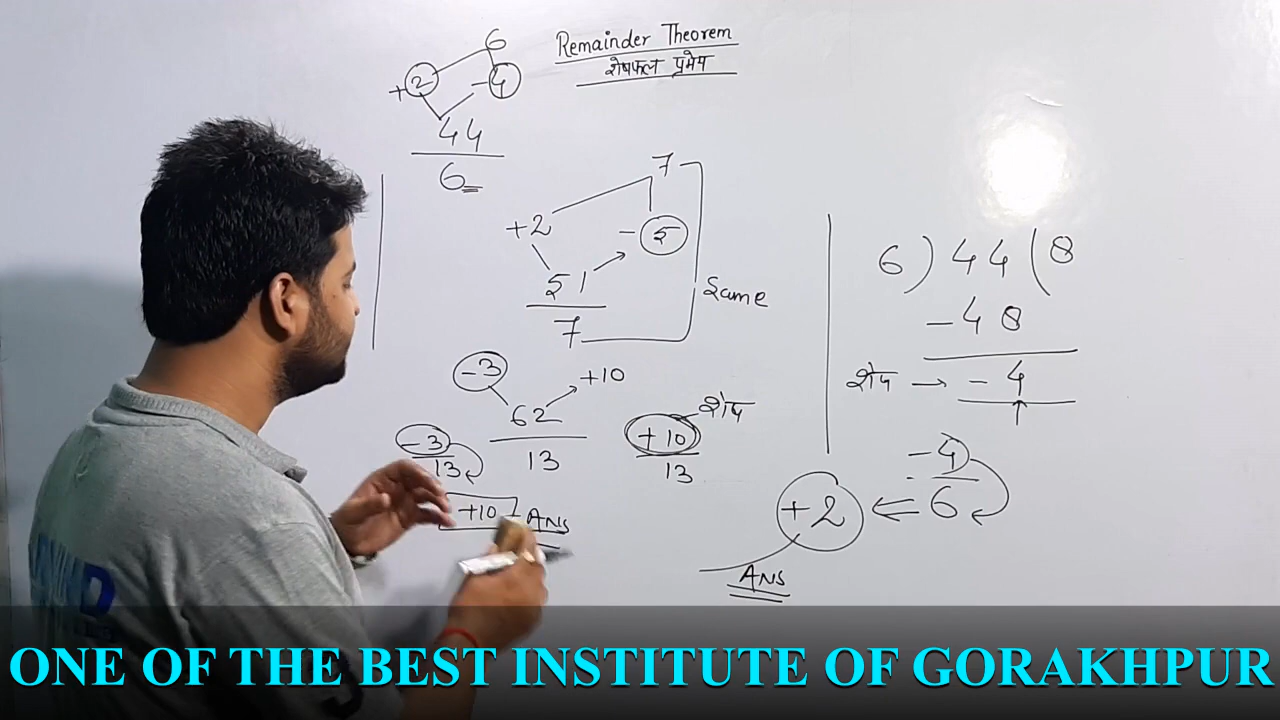 Remainder Theorem
शेषफल प्रमेय
6
+2 -4
44
6
7
+2 -5
51
7
Same
-3 +10
62
13
-3
13
+10 Ans
+10 शेष
13
6) 44 (8
-48
शेष → -4
-4
6
+2
Ans
ONE OF THE BEST INSTITUTE OF GORAKHPUR